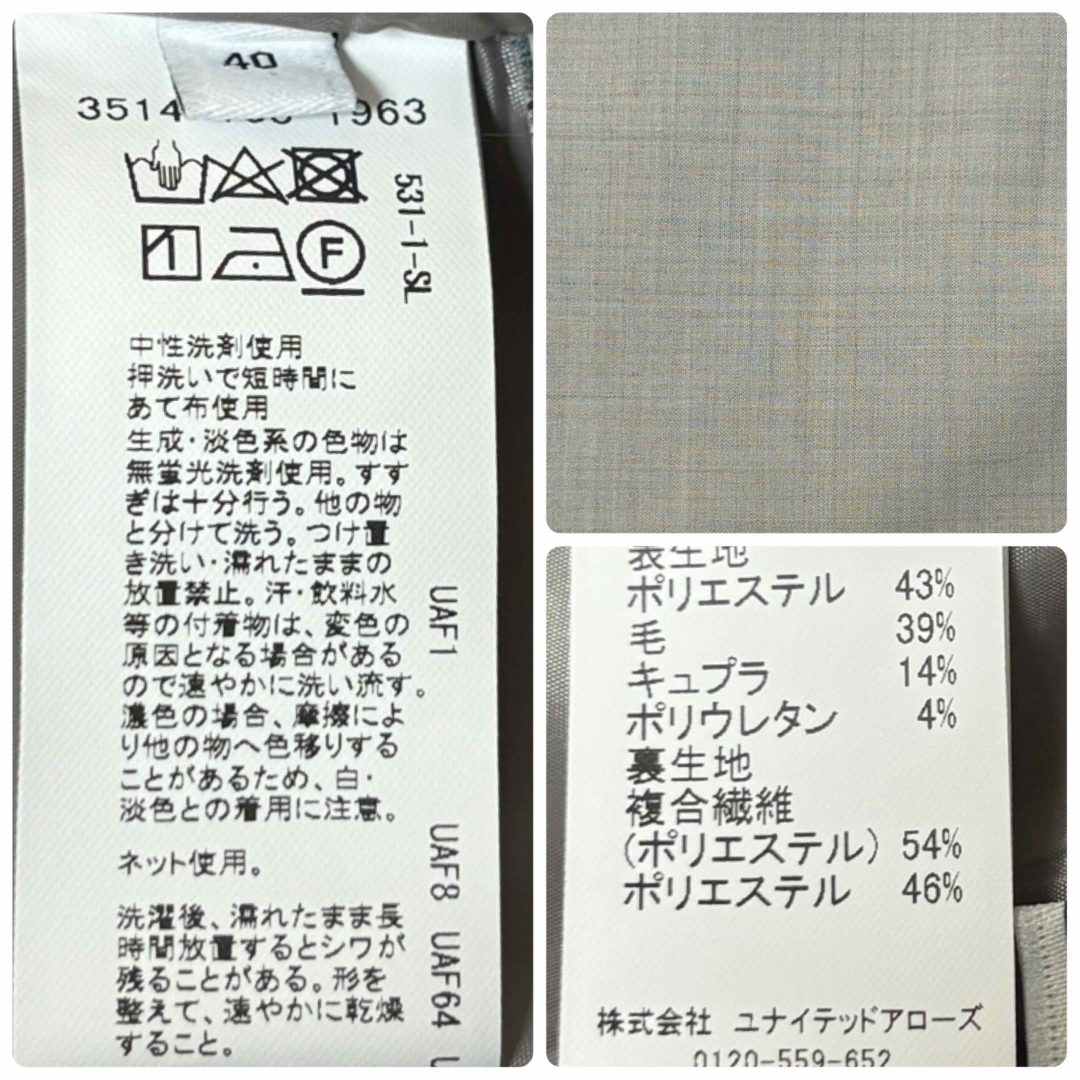 40
3514 1963
531-1-SL
F
中性洗剤使用
押洗いで短時間に
あて布使用
生成・淡色系の色物は
無蛍光洗剤使用。すす
ぎは十分行う。他の物
と分けて洗う。つけ置
き洗い・濡れたままの
放置禁止。汗・飲料水
等の付着物は、変色の
原因となる場合がある
ので速やかに洗い流す。
濃色の場合、摩擦によ
り他の物へ色移りする
ことがあるため、白・
淡色との着用に注意。
ネット使用。
洗濯後、濡れたまま長
時間放置するとシワが
残ることがある。形を
整えて、速やかに乾燥
すること。
UAF1
UAF8 UAF64
表生地
ポリエステル 43%
毛 39%
キュプラ 14%
ポリウレタン 4%
裏生地
複合繊維
(ポリエステル) 54%
ポリエステル 46%
株式会社 ユナイテッドアローズ
0120-559-652